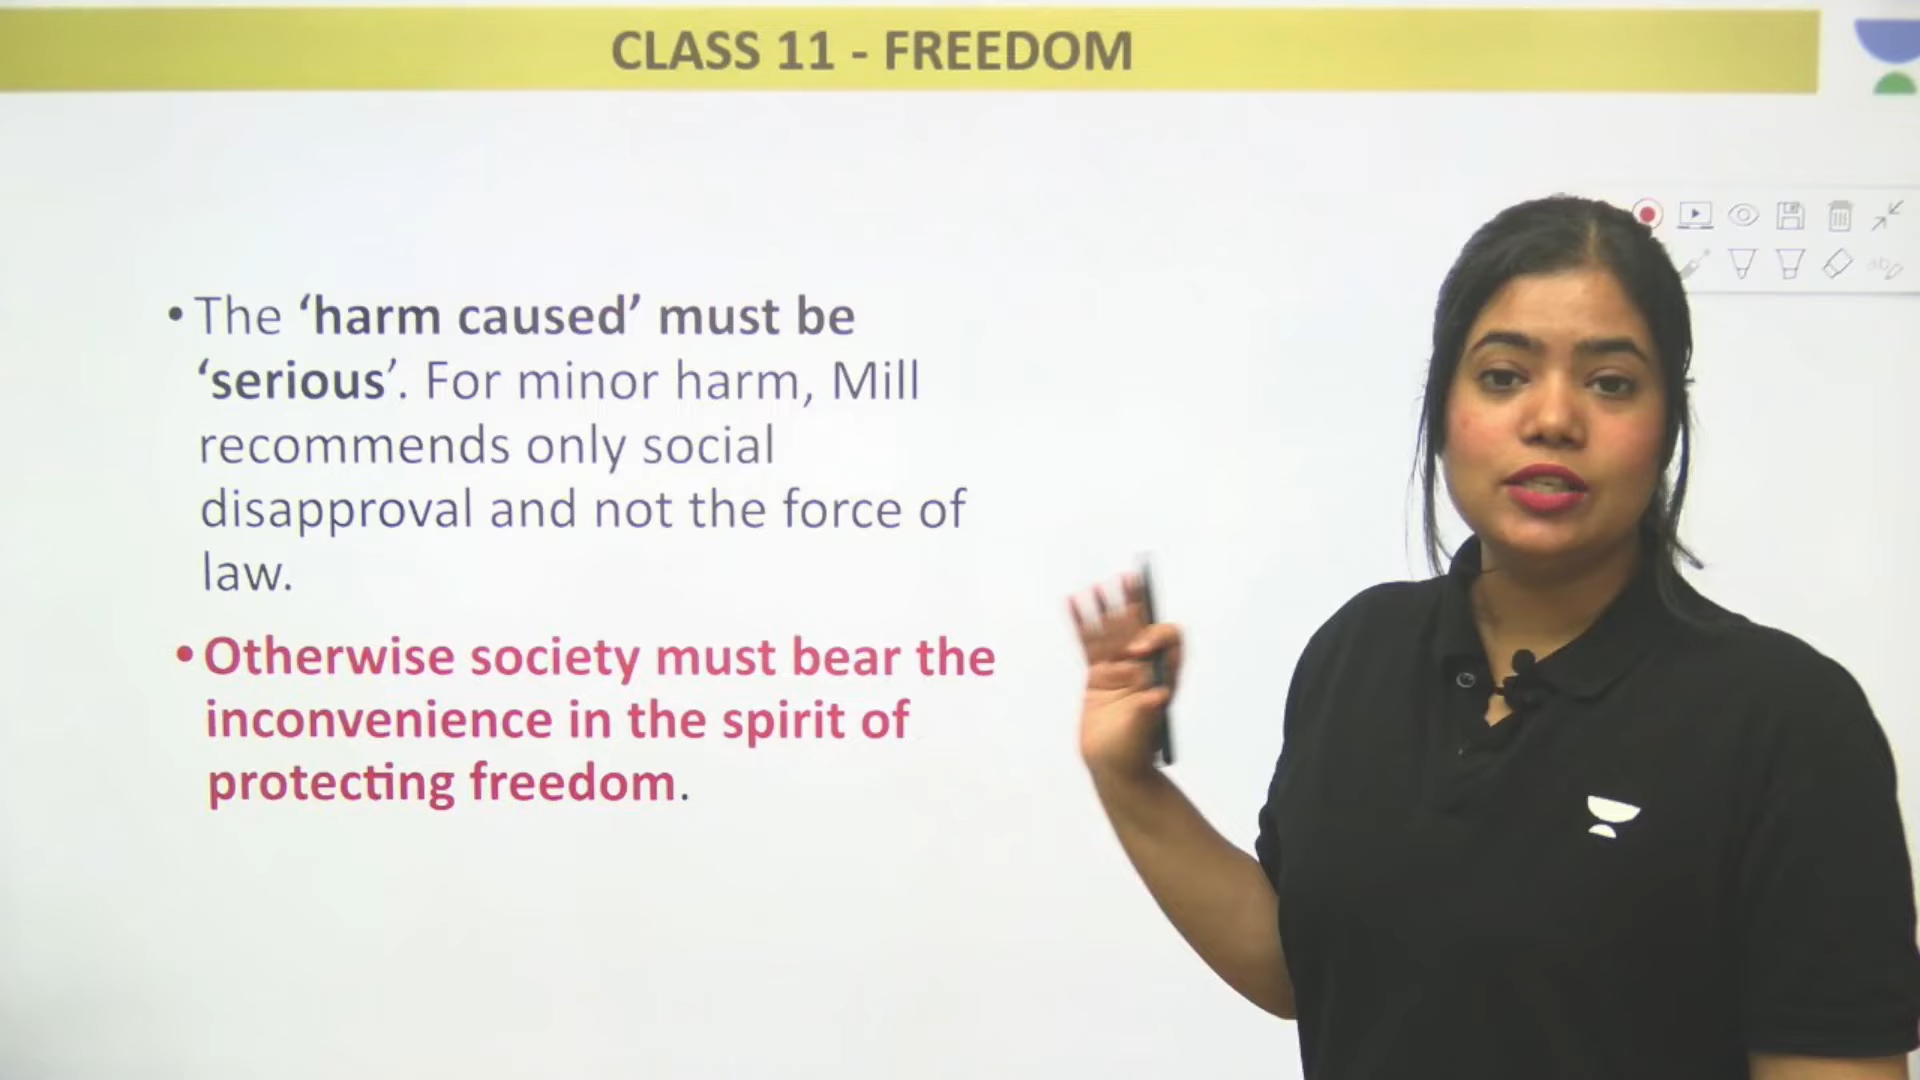 CLASS 11 - FREEDOM
• The ‘harm caused’ must be
‘serious’. For minor harm, Mill
recommends only social
disapproval and not the force of
law.
• Otherwise society must bear the
inconvenience in the spirit of
protecting freedom.
ab